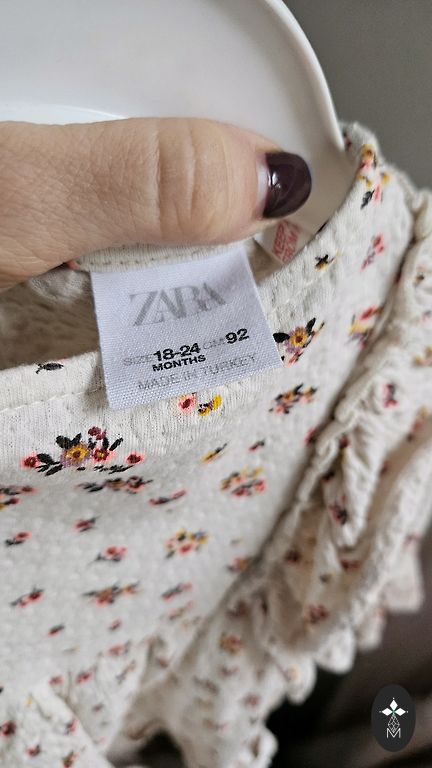 ZARA
SIZE 18-24 CM 92
MONTHS
MADE IN TURKEY
M